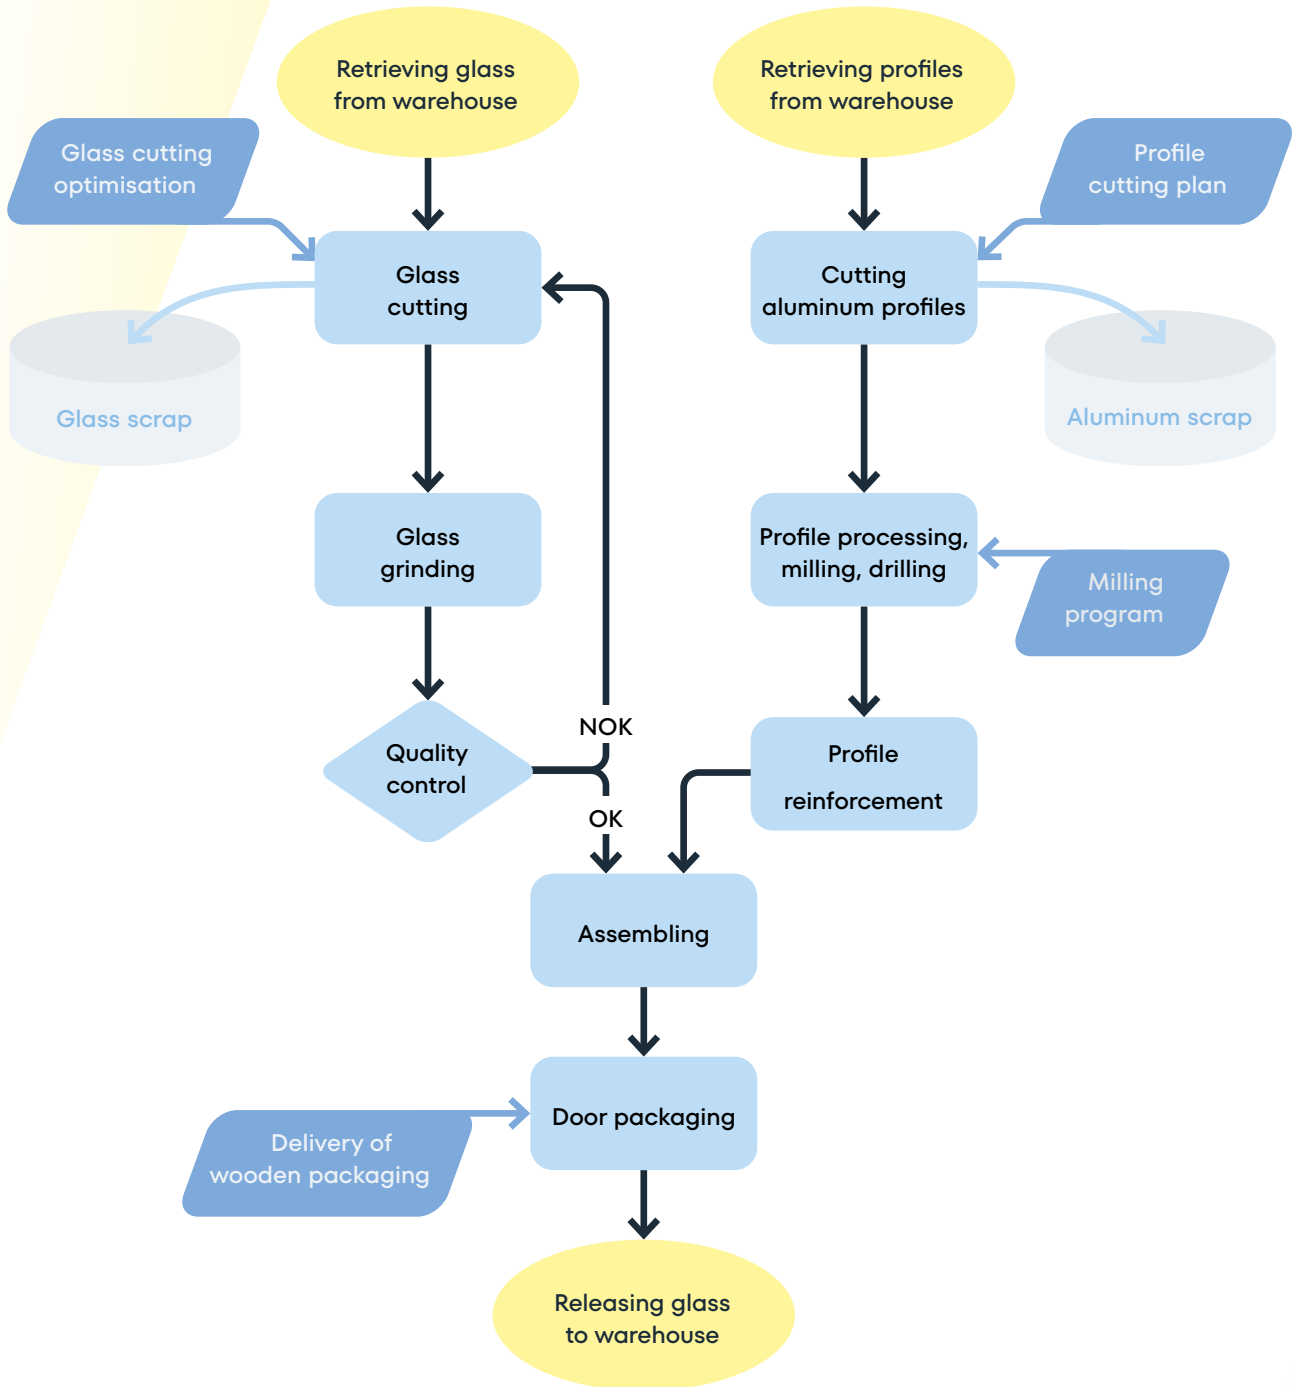 Retrieving glass
from warehouse
Retrieving profiles
from warehouse
Glass cutting
optimisation
Profile
cutting plan
Glass
cutting
Cutting
aluminum profiles
Glass scrap
Aluminum scrap
Glass
grinding
Profile processing,
milling, drilling
Milling
program
NOK
Quality
control
Profile
reinforcement
OK
Assembling
Door packaging
Delivery of
wooden packaging
Releasing glass
to warehouse